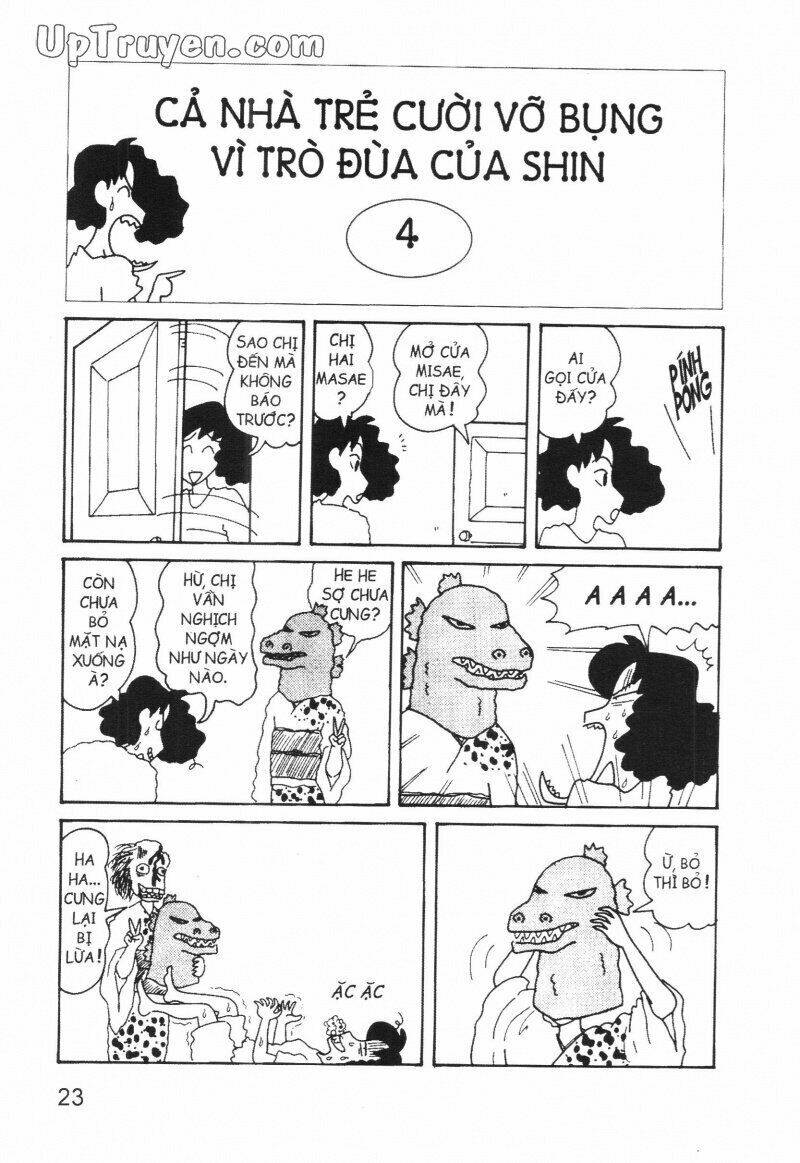 UpTruyen.com
CẢ NHÀ TRẺ CƯỜI VỠ BỤNG
VÌ TRÒ ĐÙA CỦA SHIN
4
PÍNH
PONG
AI
GỌI CỬA
ĐẤY?
MỞ CỬA
MISAE,
CHỊ ĐÂY
MÀ!
CHỊ
HAI
MASAE
?
SAO CHỊ
ĐẾN MÀ
KHÔNG
BÁO
TRƯỚC?
A A A A...
HE HE
SỢ CHƯA
CƯNG?
HỪ, CHỊ
VẪN
NGHỊCH
NGỢM
NHƯ NGÀY
NÀO.
CÒN
CHƯA
BỎ
MẶT NẠ
XUỐNG
À?
Ừ, BỎ
THÌ BỎ!
HA
HA...
CƯNG
LẠI
BỊ
LỪA!
ẶC ẶC
23